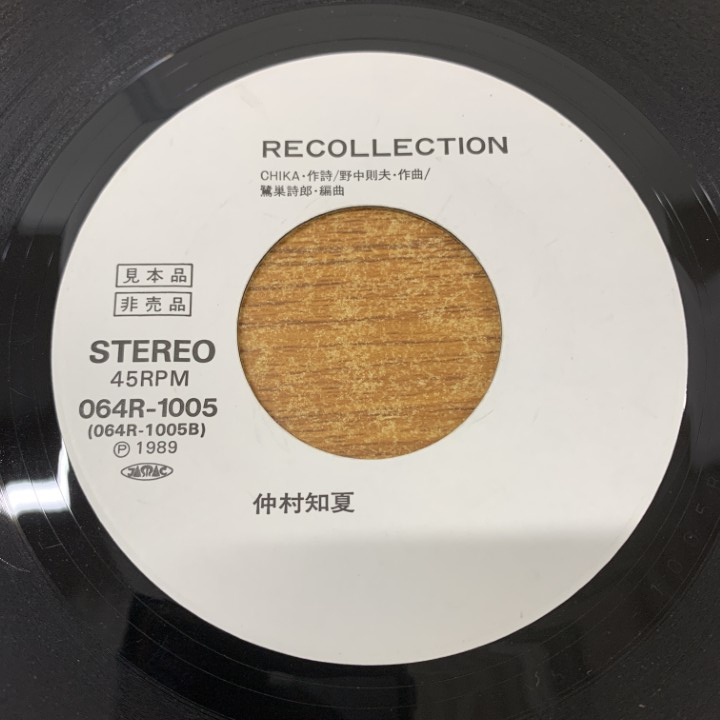 RECOLLECTION
CHIKA・作詩/野中則夫・作曲/
鷺巣詩郎・編曲
見本品
非売品
STEREO
45RPM
064R-1005
(064R-1005B)
Ⓟ 1989
JASRAC
仲村知夏